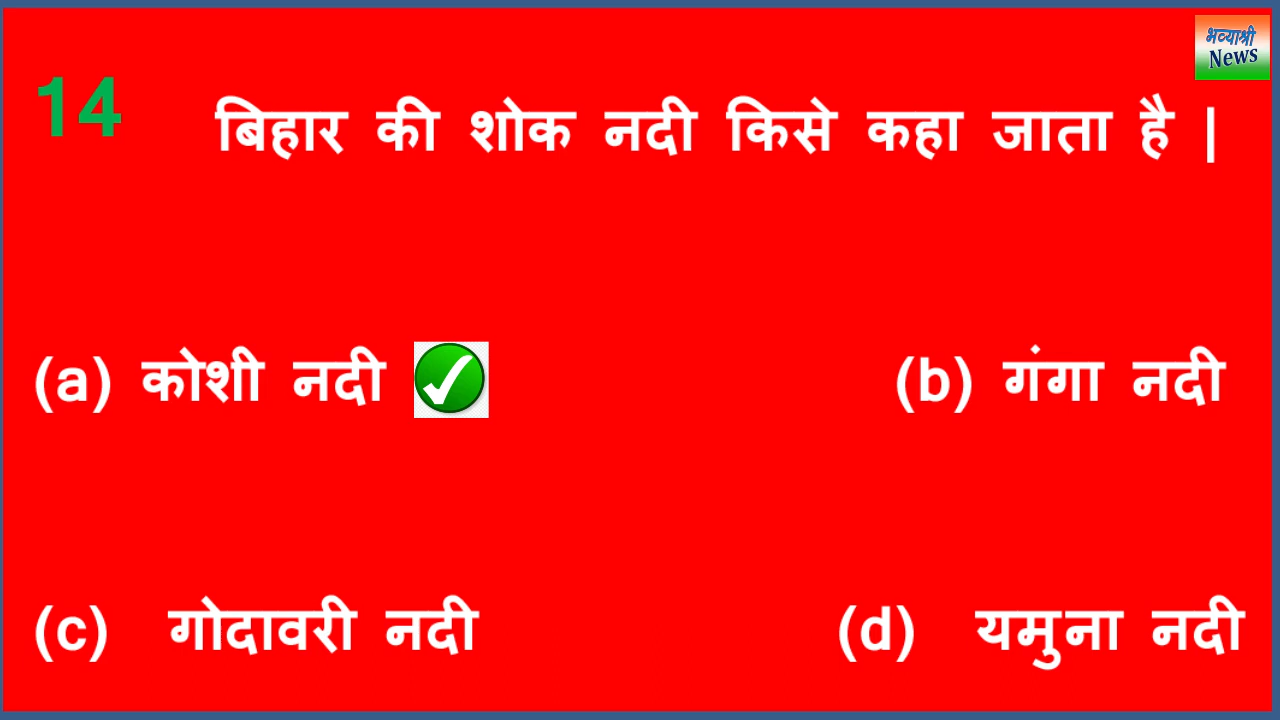 भव्याश्री
News
14 बिहार की शोक नदी किसे कहा जाता है |
(a) कोशी नदी (b) गंगा नदी
(c) गोदावरी नदी (d) यमुना नदी